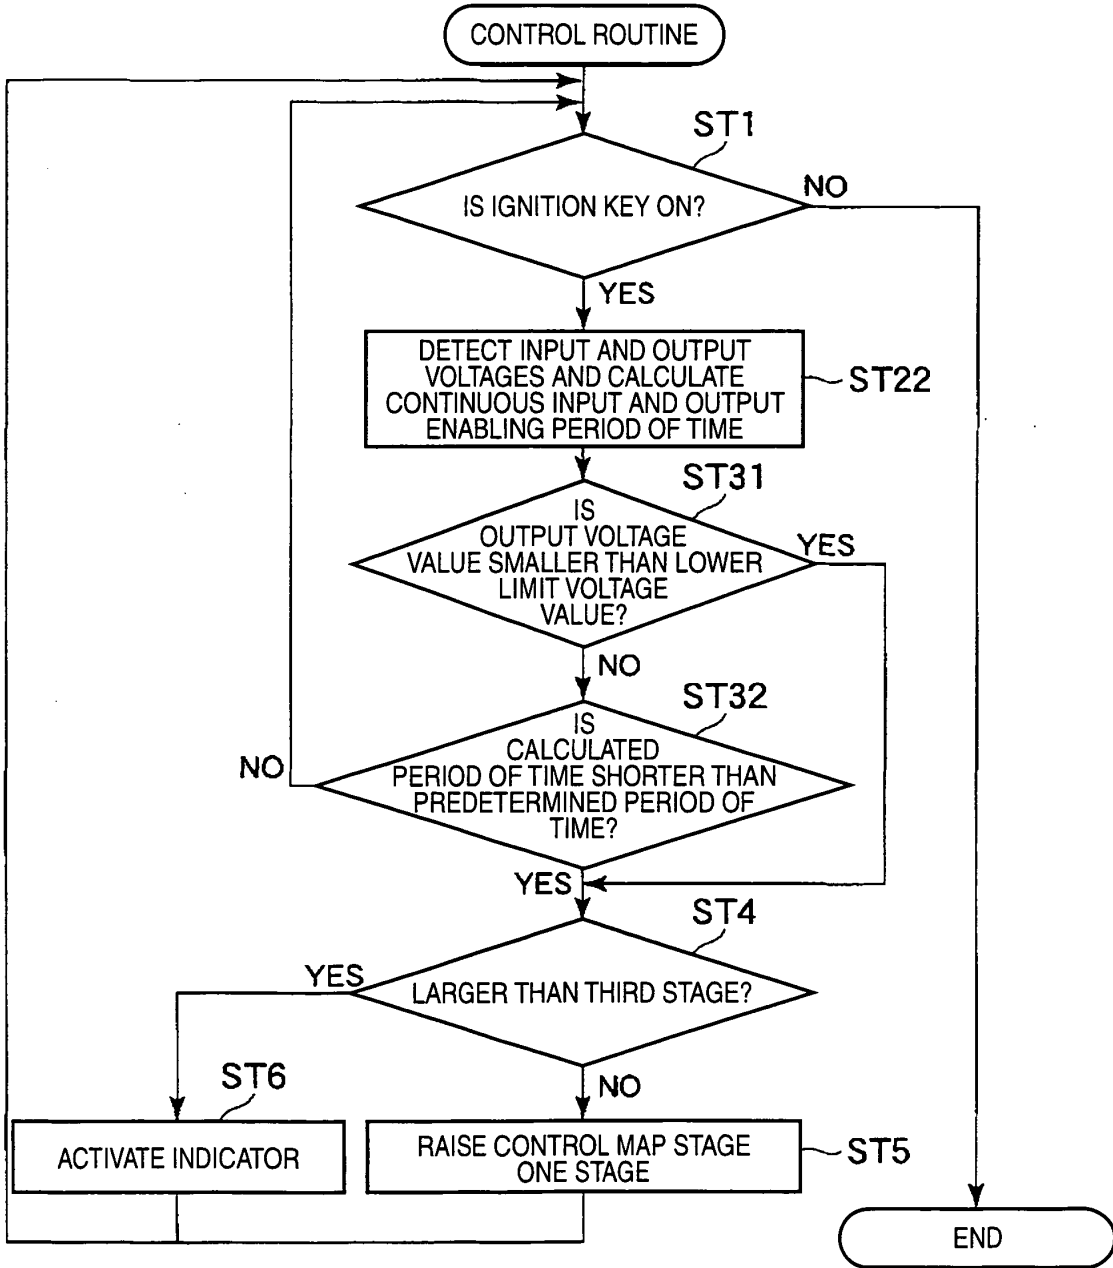 CONTROL ROUTINE
ST1
IS IGNITION KEY ON?
NO
YES
DETECT INPUT AND OUTPUT
VOLTAGES AND CALCULATE
CONTINUOUS INPUT AND OUTPUT
ENABLING PERIOD OF TIME
ST22
ST31
IS
OUTPUT VOLTAGE
VALUE SMALLER THAN LOWER
LIMIT VOLTAGE
VALUE?
YES
NO
ST32
IS
CALCULATED
PERIOD OF TIME SHORTER THAN
PREDETERMINED PERIOD OF
TIME?
NO
YES
ST4
LARGER THAN THIRD STAGE?
YES
NO
ST6
ACTIVATE INDICATOR
RAISE CONTROL MAP STAGE
ONE STAGE
ST5
END